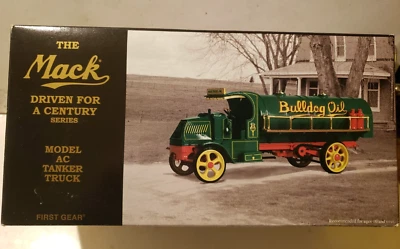 THE
Mack
DRIVEN FOR
A CENTURY
SERIES
MODEL
AC
TANKER
TRUCK
FIRST GEAR
Bulldog Oil